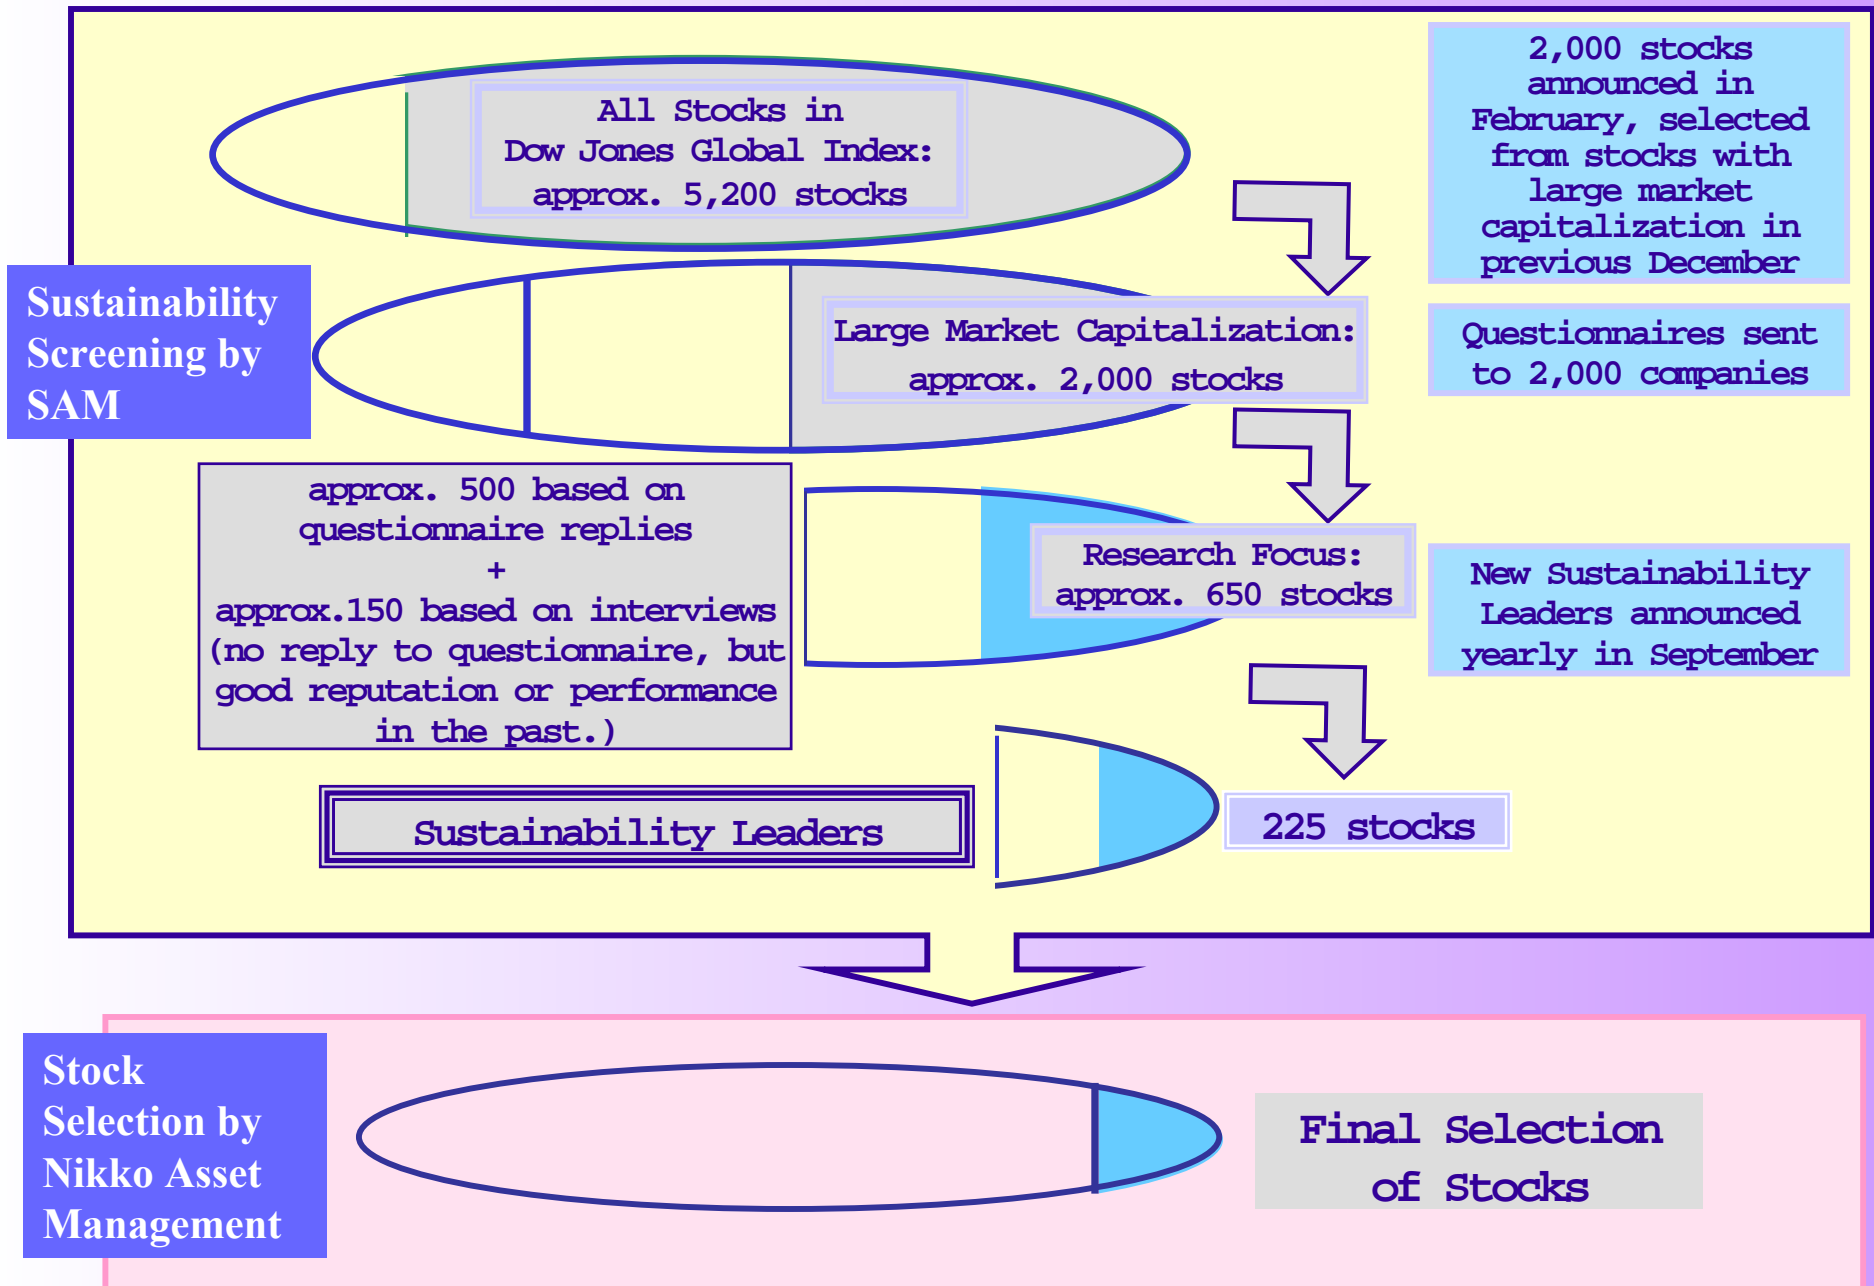 All Stocks in
Dow Jones Global Index:
approx. 5,200 stocks
2,000 stocks
announced in
February, selected
from stocks with
large market
capitalization in
previous December
Sustainability
Screening by
SAM
Large Market Capitalization:
approx. 2,000 stocks
Questionnaires sent
to 2,000 companies
approx. 500 based on
questionnaire replies
+
approx.150 based on interviews
(no reply to questionnaire, but
good reputation or performance
in the past.)
Research Focus:
approx. 650 stocks
New Sustainability
Leaders announced
yearly in September
Sustainability Leaders
225 stocks
Stock
Selection by
Nikko Asset
Management
Final Selection
of Stocks